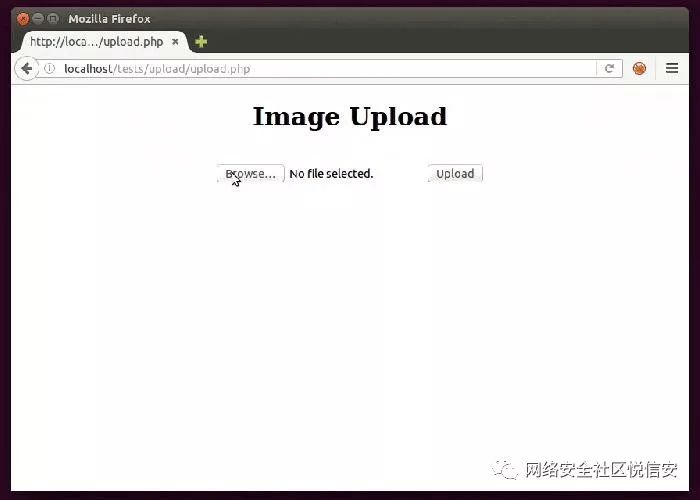 Mozilla Firefox
http://loca.../upload.php
localhost/tests/upload/upload.php
Image Upload
Browse... No file selected. Upload
网络安全社区悦信安